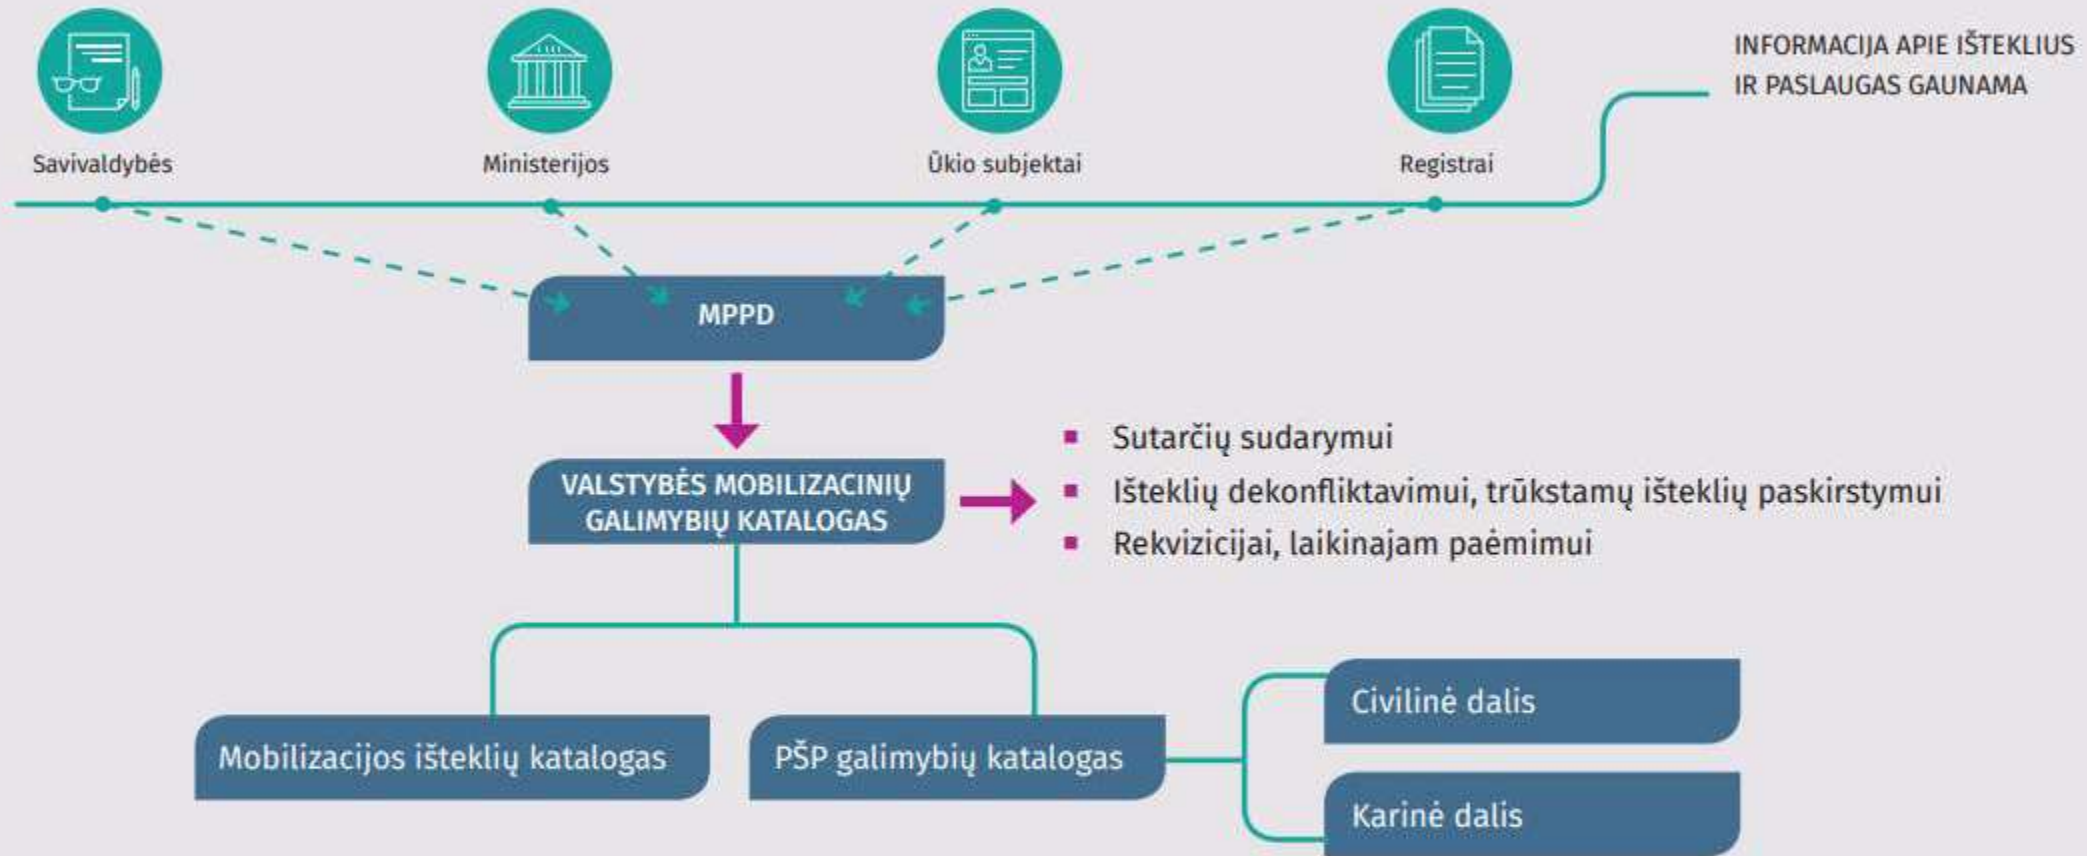 INFORMACIJA APIE IŠTEKLIUS
IR PASLAUGAS GAUNAMA
Savivaldybės
Ministerijos
Ūkio subjektai
Registrai
MPPD
VALSTYBĖS MOBILIZACINIŲ
GALIMYBIŲ KATALOGAS
▪ Sutarčių sudarymui
▪ Išteklių dekonfliktavimui, trūkstamų išteklių paskirstymui
▪ Rekvizicijai, laikinajam paėmimui
Mobilizacijos išteklių katalogas
PŠP galimybių katalogas
Civilinė dalis
Karinė dalis